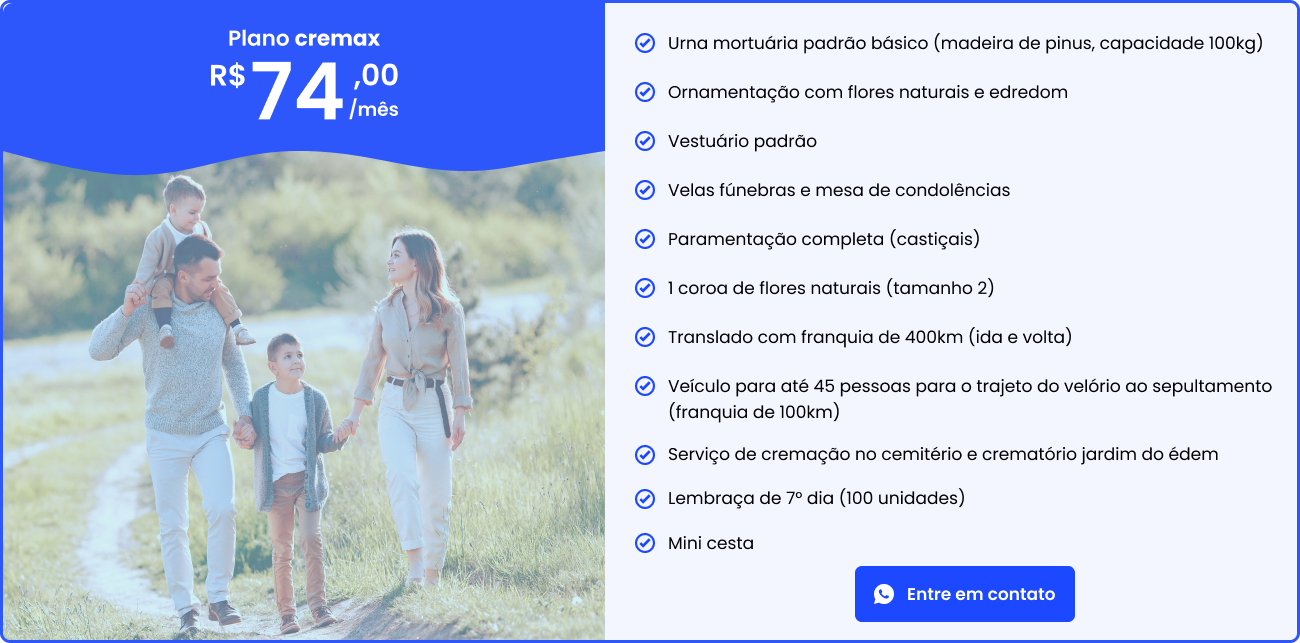 Plano cremax
R$ 74,00
/mês
Urna mortuária padrão básico (madeira de pinus, capacidade 100kg)
Ornamentação com flores naturais e edredom
Vestuário padrão
Velas fúnebras e mesa de condolências
Paramentação completa (castiçais)
1 coroa de flores naturais (tamanho 2)
Translado com franquia de 400km (ida e volta)
Veículo para até 45 pessoas para o trajeto do velório ao sepultamento
(franquia de 100km)
Serviço de cremação no cemitério e crematório jardim do édem
Lembraça de 7º dia (100 unidades)
Mini cesta
Entre em contato